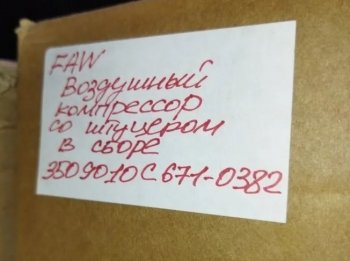 FAW
Воздушный
компрессор
со штуцером
в сборе
3509010С671-0382